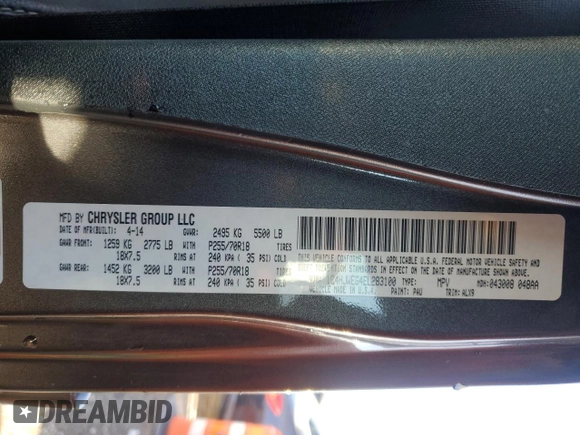 MFD BY CHRYSLER GROUP LLC
DATE OF MFR(BUILT): 4-14 GVWR: 2495 KG 5500 LB
GAWR FRONT: 1259 KG 2775 LB WITH P255/70R18 TIRES
18X7.5 RIMS AT 240 KPA ( 35 PSI) COLD
GAWR REAR: 1452 KG 3200 LB WITH P255/70R18 TIRES
18X7.5 RIMS AT 240 KPA ( 35 PSI) COLD
THIS VEHICLE CONFORMS TO ALL APPLICABLE U.S.A. FEDERAL MOTOR VEHICLE SAFETY AND
THEFT PREVENTION STANDARDS IN EFFECT ON THE DATE OF
TYPE: MPV MDH: 043008 048AA
U.S.A. PAINT: PAU TRIM: ALX9
DREAMBID